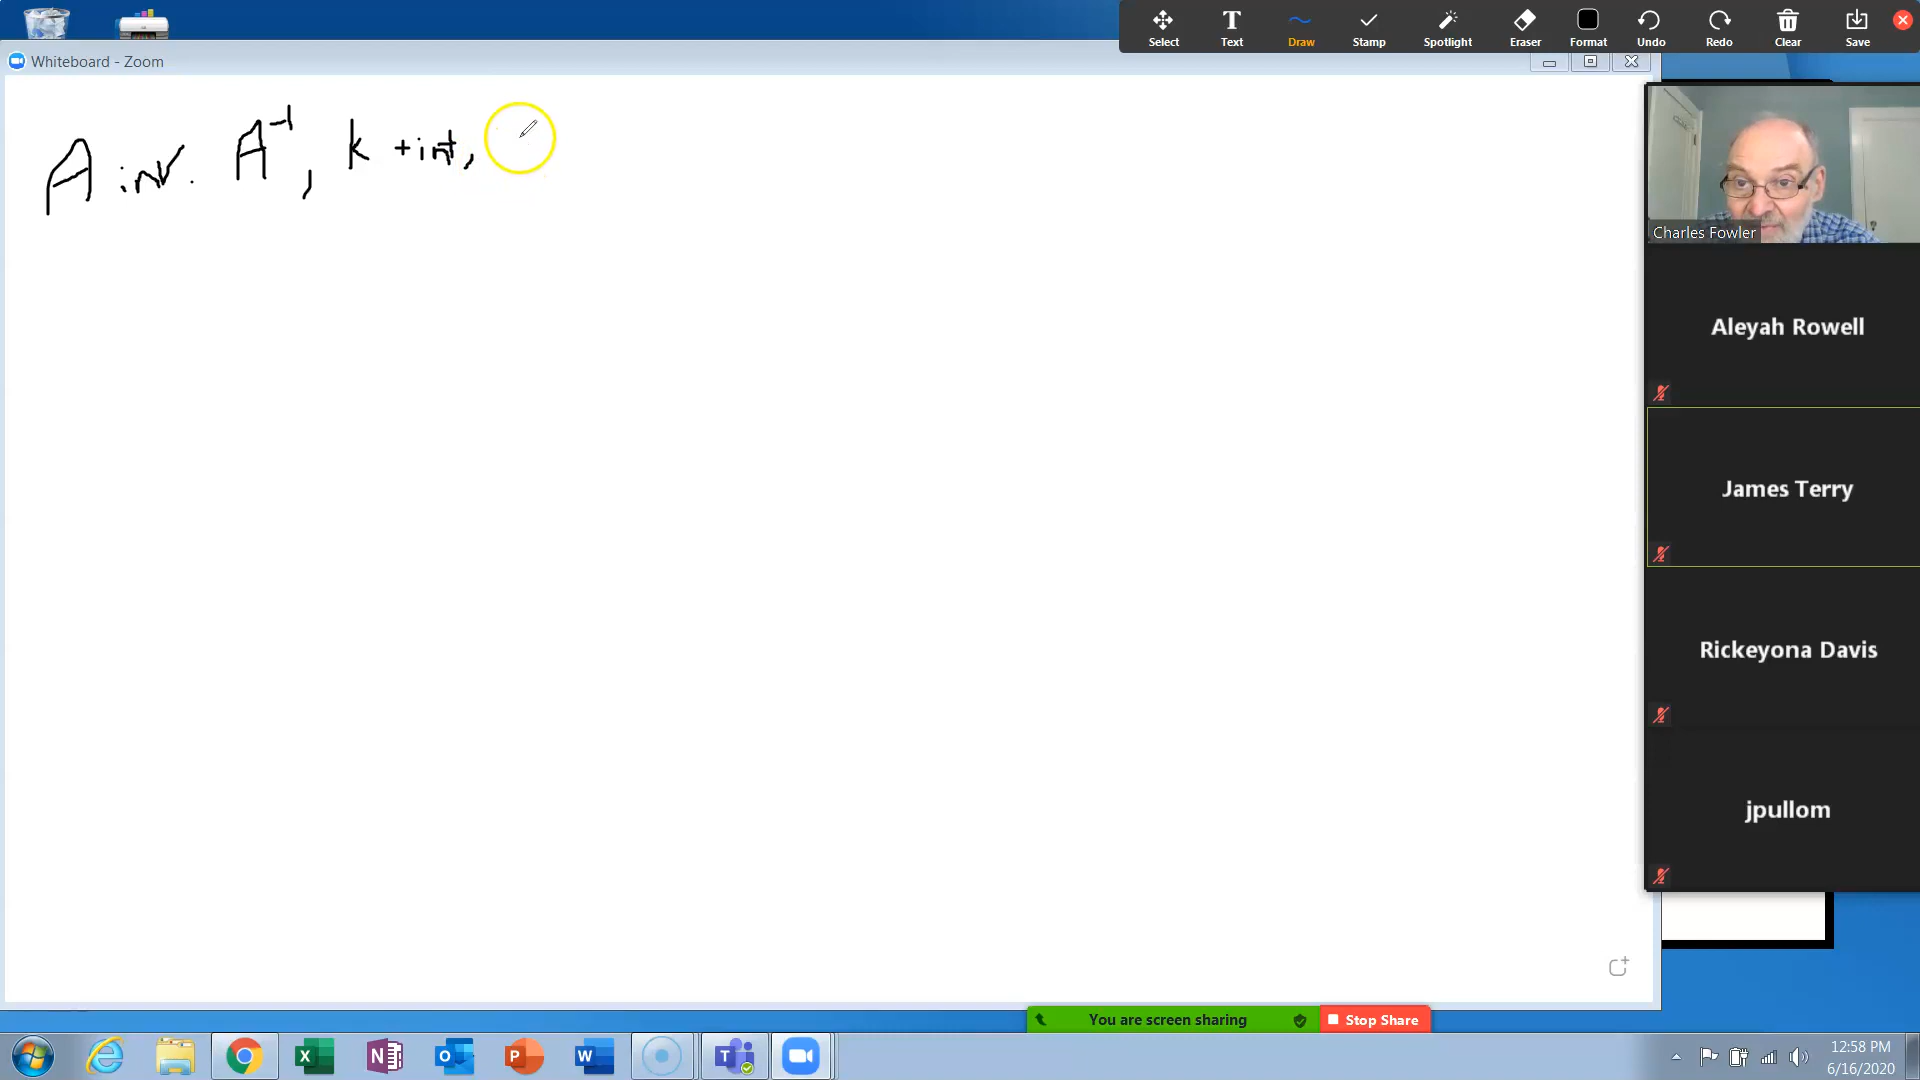 Select Text Draw Stamp Spotlight Eraser Format Undo Redo Clear Save
Whiteboard - Zoom
A inv. A⁻¹, k +int,
Charles Fowler
Aleyah Rowell
James Terry
Rickeyona Davis
jpullom
You are screen sharing Stop Share
12:58 PM
6/16/2020